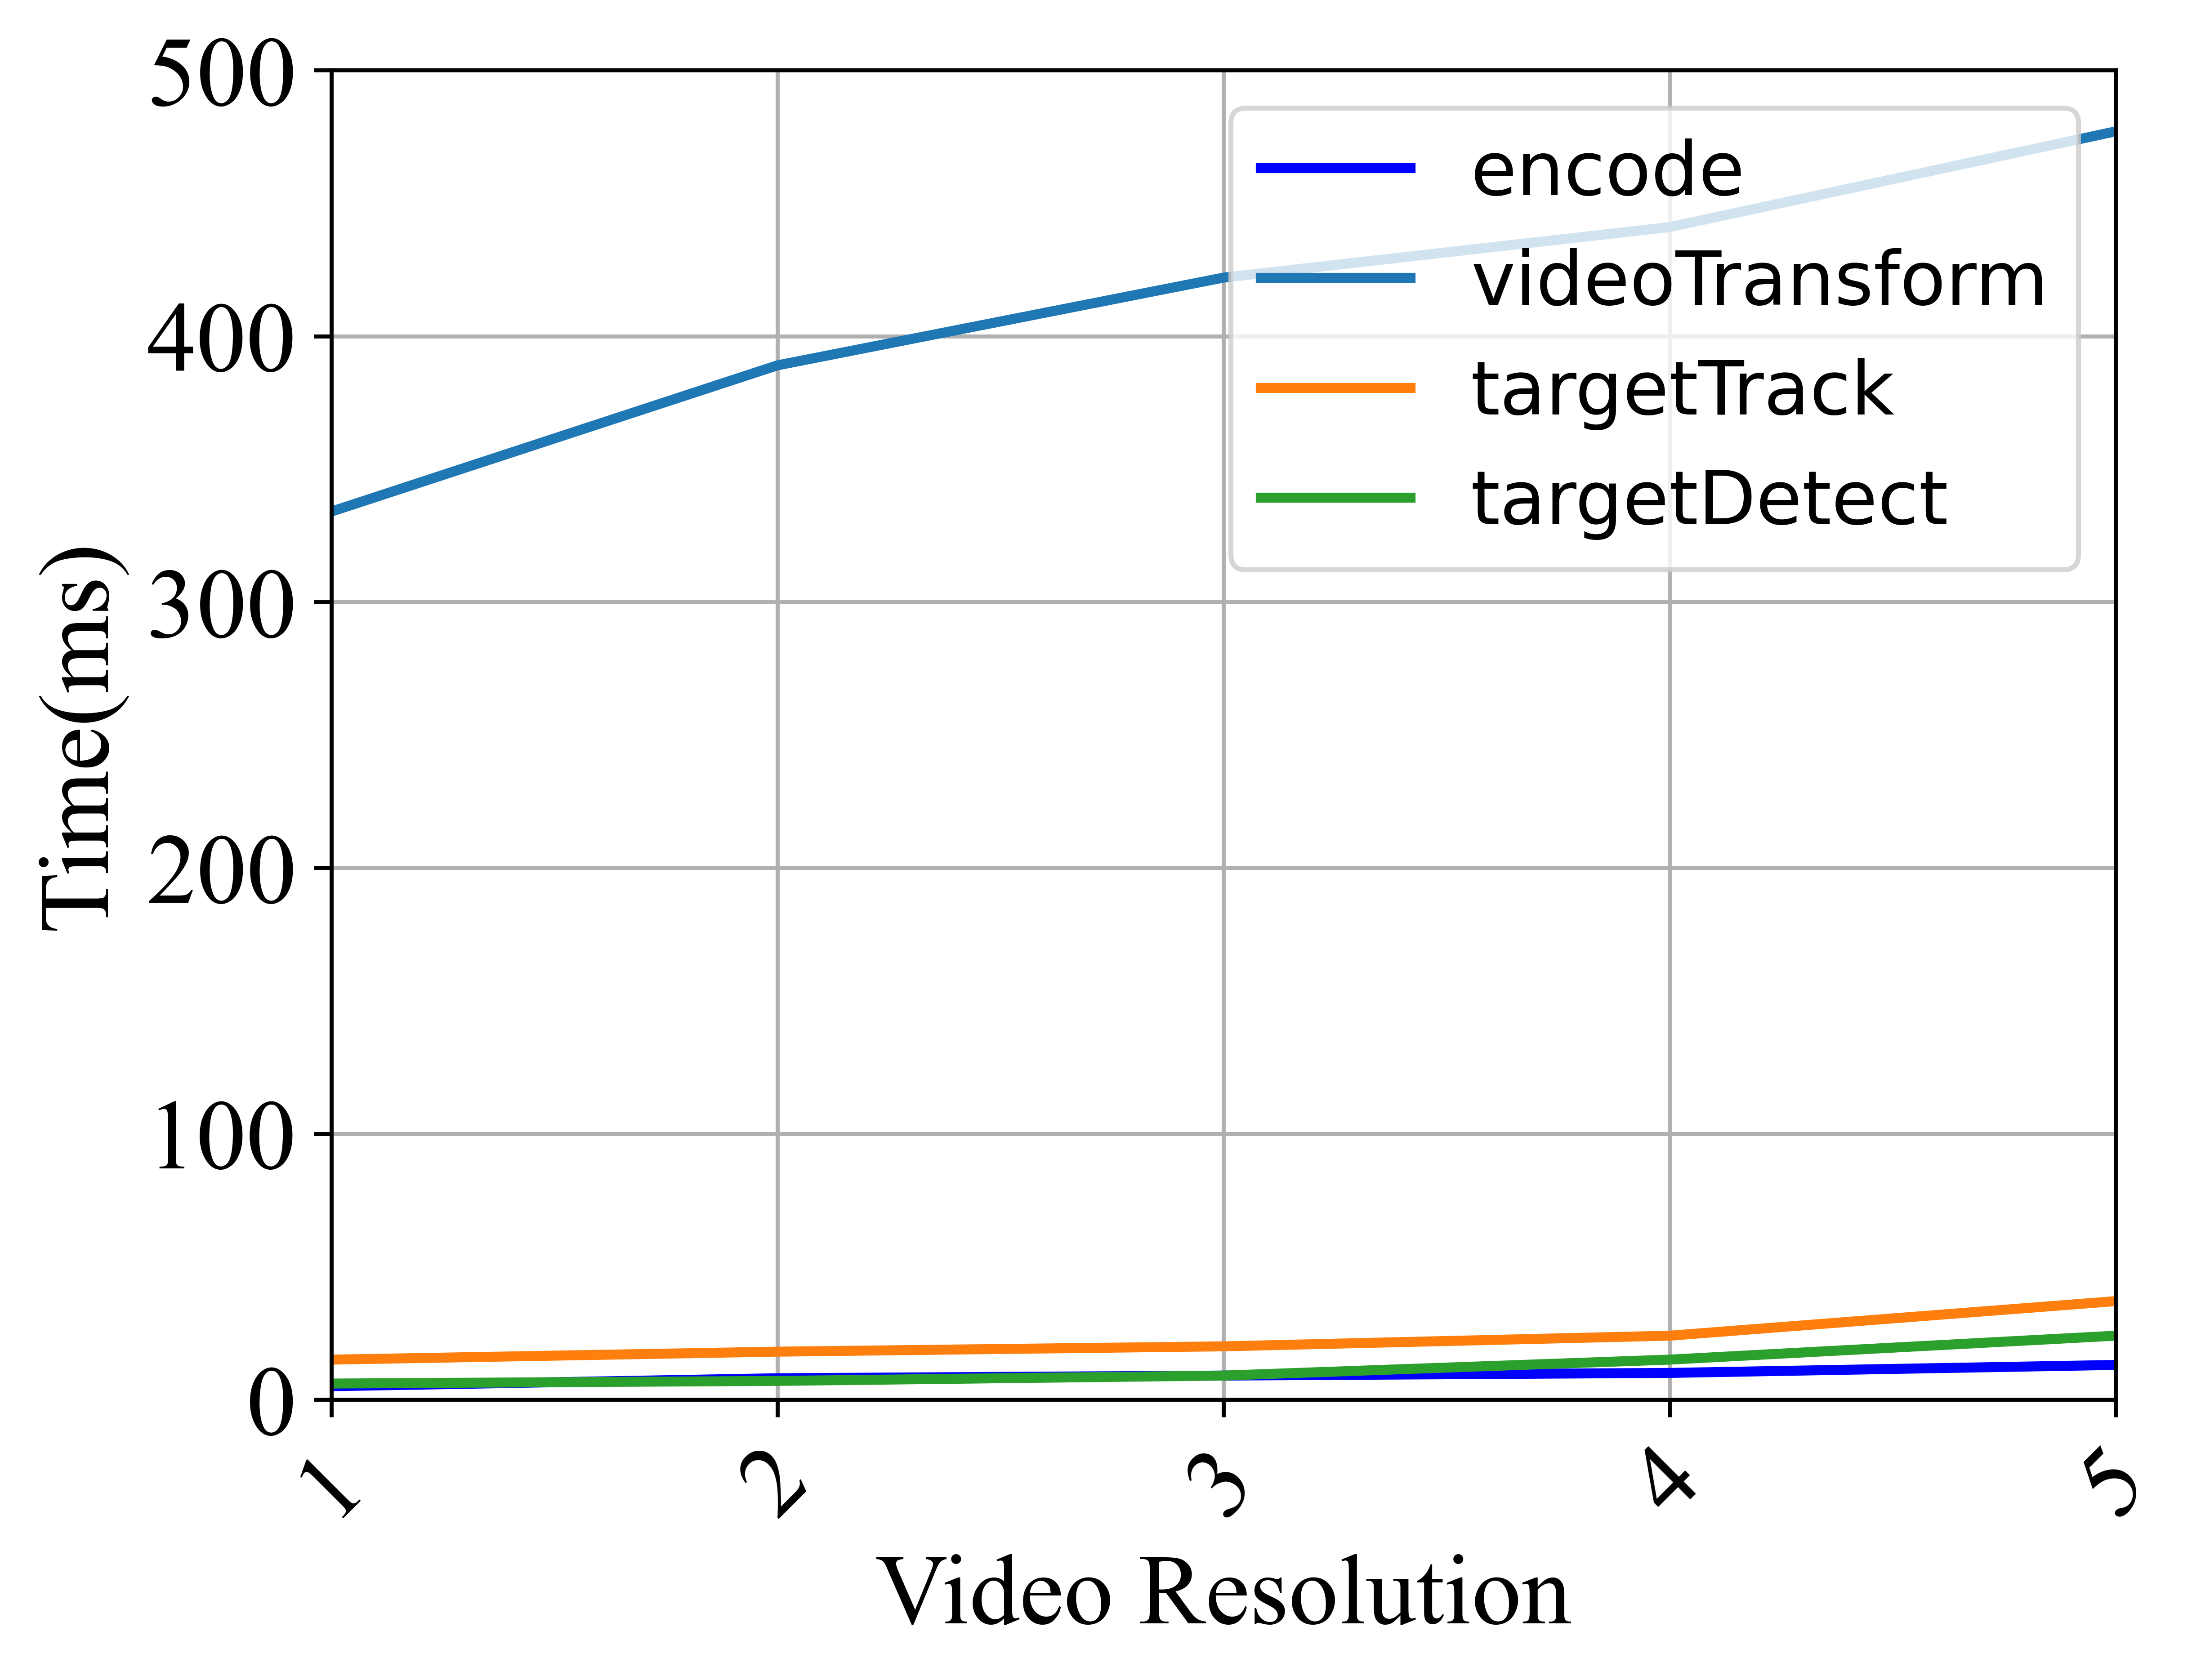 500
400
300
200
100
0
Time(ms)
encode
videoTransform
targetTrack
targetDetect
1
2
3
4
5
Video Resolution